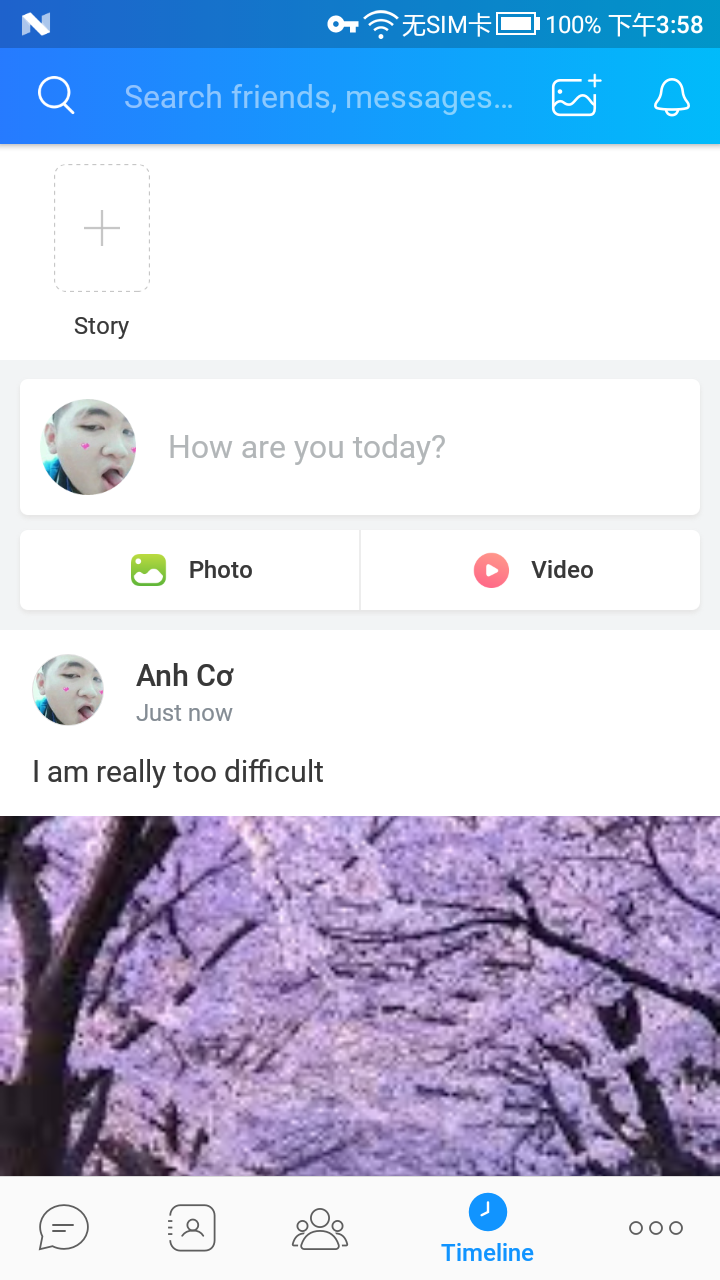 无SIM卡 100% 下午3:58
Search friends, messages...
Story
How are you today?
Photo Video
Anh Cơ
Just now
I am really too difficult
Timeline